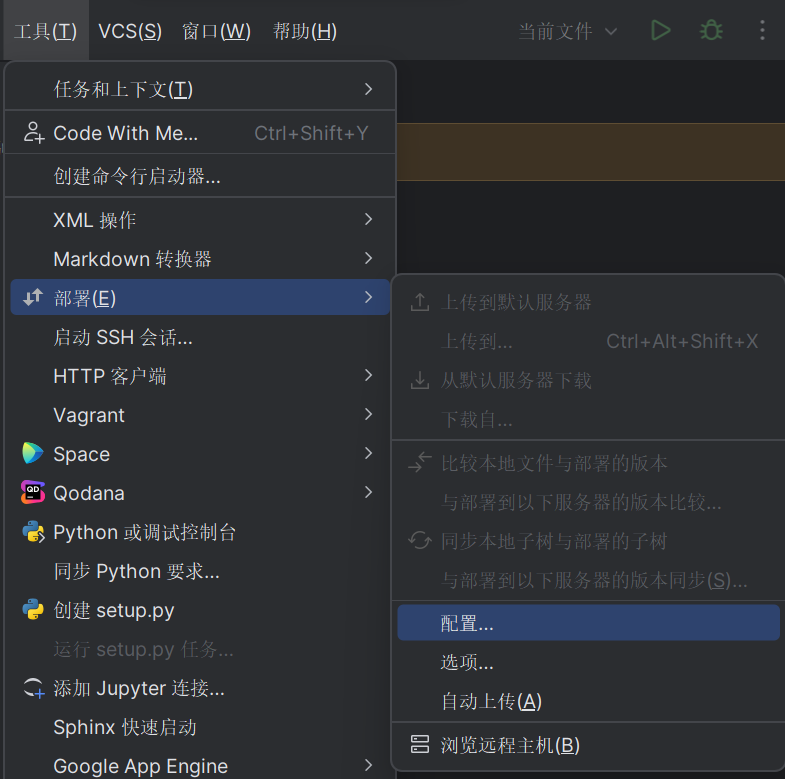 工具(T) VCS(S) 窗口(W) 帮助(H) 当前文件
任务和上下文(T)
Code With Me... Ctrl+Shift+Y
创建命令行启动器...
XML 操作
Markdown 转换器
部署(E)
启动 SSH 会话...
HTTP 客户端
Vagrant
Space
Qodana
Python 或调试控制台
同步 Python 要求...
创建 setup.py
运行 setup.py 任务...
添加 Jupyter 连接...
Sphinx 快速启动
Google App Engine
上传到默认服务器
上传到... Ctrl+Alt+Shift+X
从默认服务器下载
下载自...
比较本地文件与部署的版本
与部署到以下服务器的版本比较...
同步本地子树与部署的子树
与部署到以下服务器的版本同步(S)...
配置...
选项...
自动上传(A)
浏览远程主机(B)